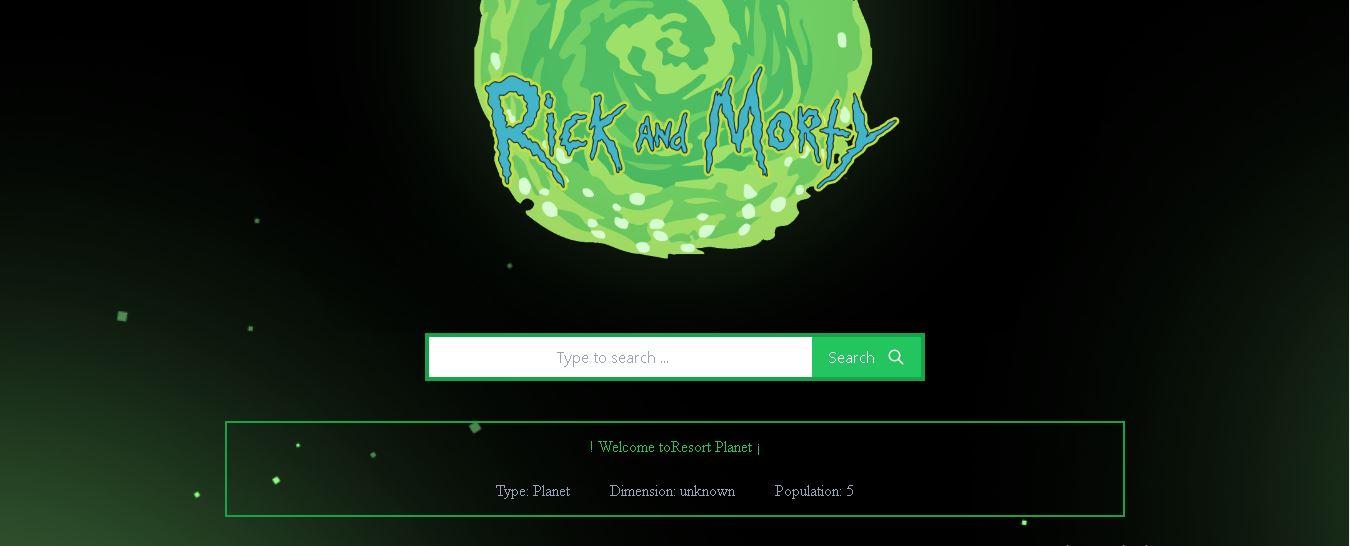 Rick and Morty
Type to search ...
Search
! Welcome toResort Planet ¡
Type: Planet Dimension: unknown Population: 5